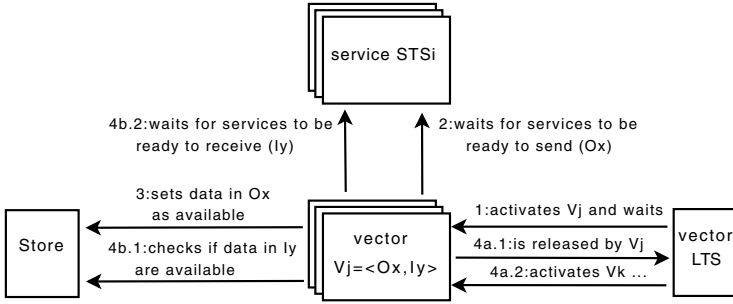 service STSi
4b.2:waits for services to be
ready to receive (Iy)
2:waits for services to be
ready to send (Ox)
3:sets data in Ox
as available
1:activates Vj and waits
Store
4b.1:checks if data in Iy
are available
vector
Vj=<Ox,Iy>
4a.1:is released by Vj
4a.2:activates Vk ...
vector
LTS